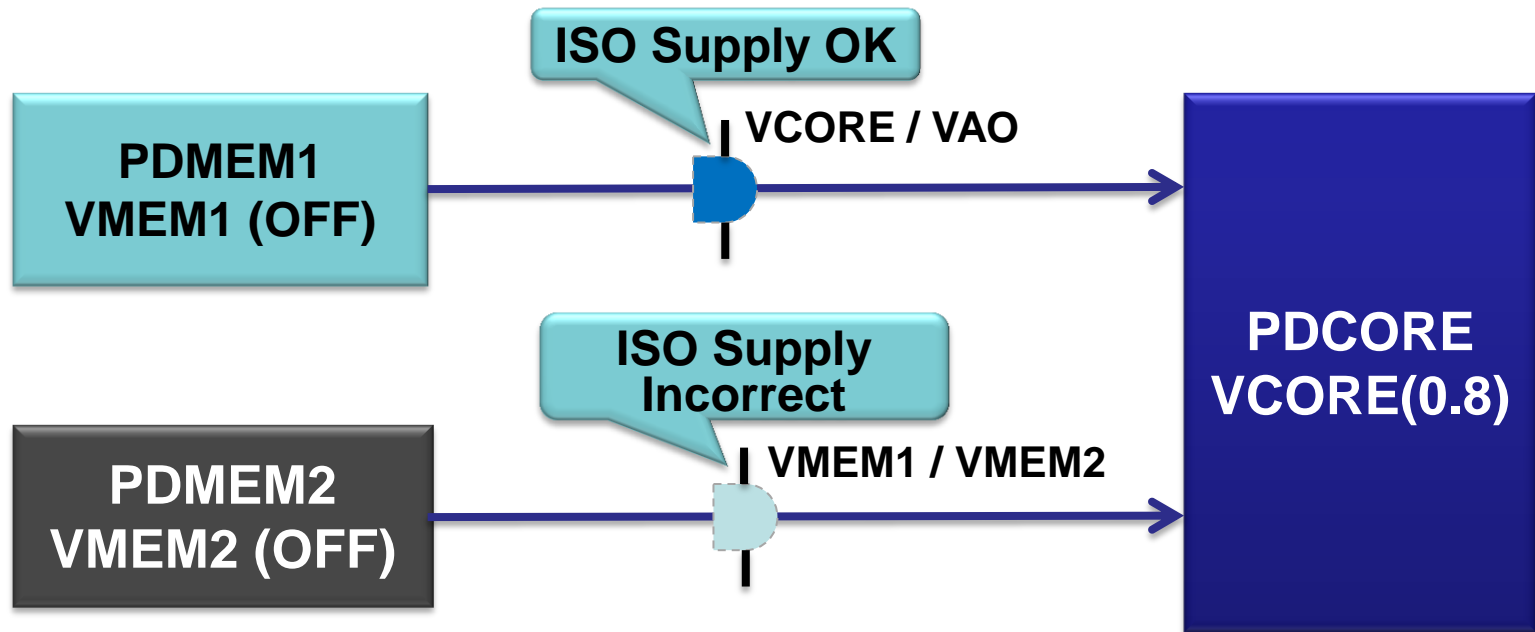 ISO Supply OK
VCORE / VAO
PDMEM1
VMEM1 (OFF)
ISO Supply
Incorrect
VMEM1 / VMEM2
PDMEM2
VMEM2 (OFF)
PDCORE
VCORE(0.8)